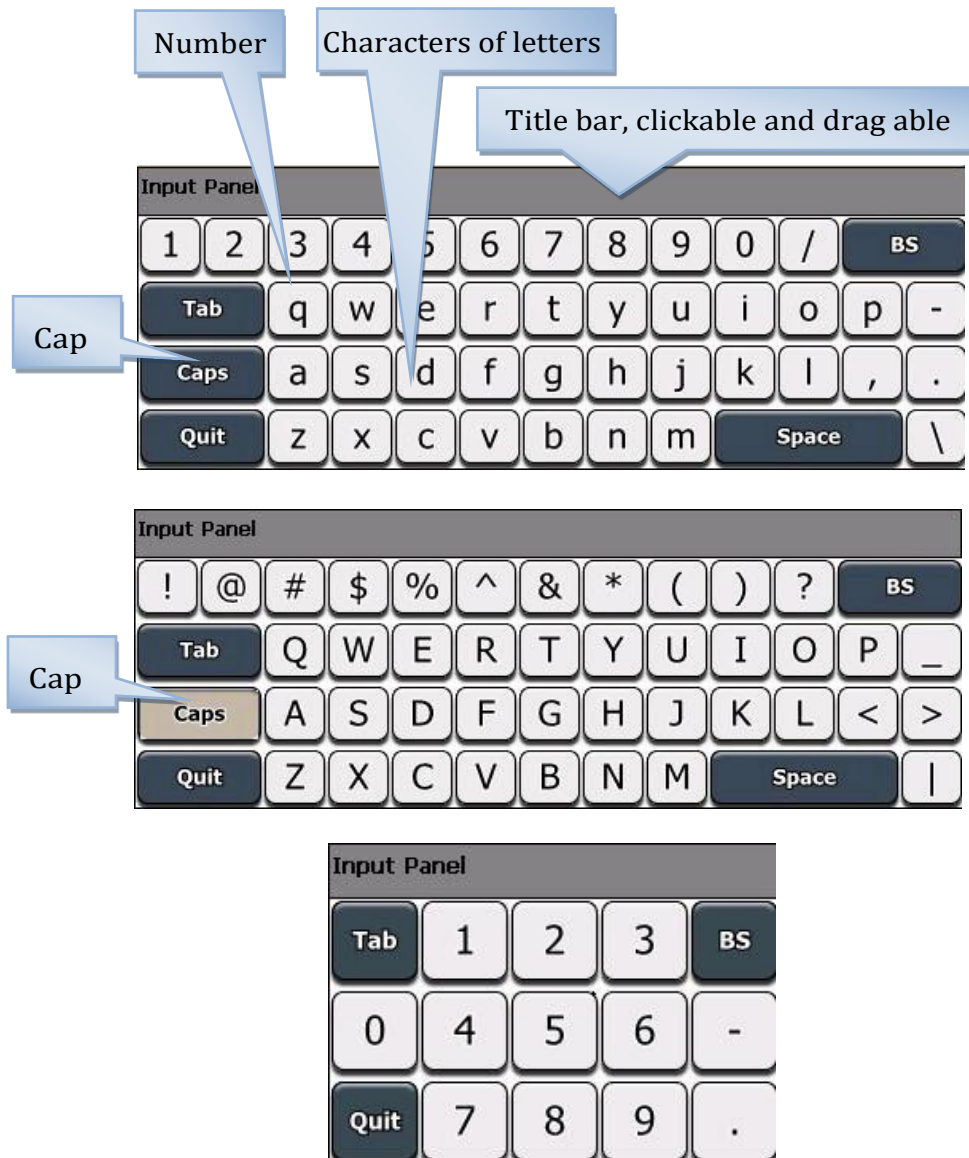 Number
Characters of letters
Title bar, clickable and drag able
Input Panel
1 2 3 4 5 6 7 8 9 0 / BS
Tab q w e r t y u i o p -
Cap
Caps a s d f g h j k l , .
Quit z x c v b n m Space \
Input Panel
! @ # $ % ^ & * ( ) ? BS
Tab Q W E R T Y U I O P _
Cap
Caps A S D F G H J K L < >
Quit Z X C V B N M Space |
Input Panel
Tab 1 2 3 BS
0 4 5 6 -
Quit 7 8 9 .